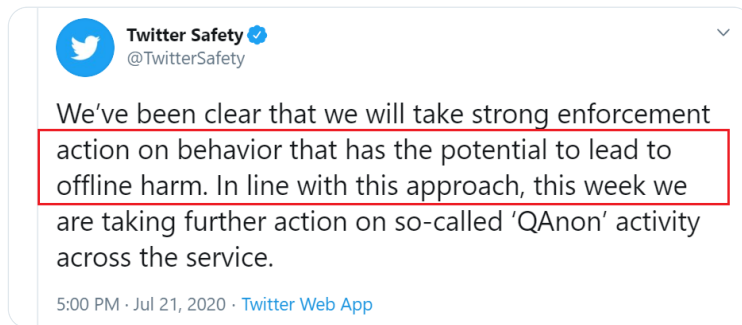 Twitter Safety
@TwitterSafety
We've been clear that we will take strong enforcement
action on behavior that has the potential to lead to
offline harm. In line with this approach, this week we
are taking further action on so-called ‘QAnon’ activity
across the service.
5:00 PM · Jul 21, 2020 · Twitter Web App